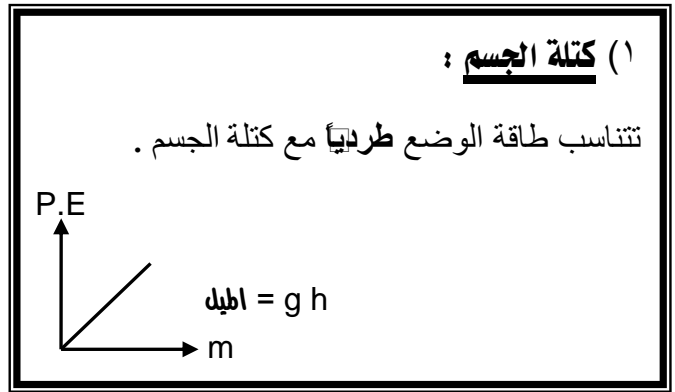 ١) كتلة الجسم :
تتناسب طاقة الوضع طردياً مع كتلة الجسم .
P.E
الميل = g h
m